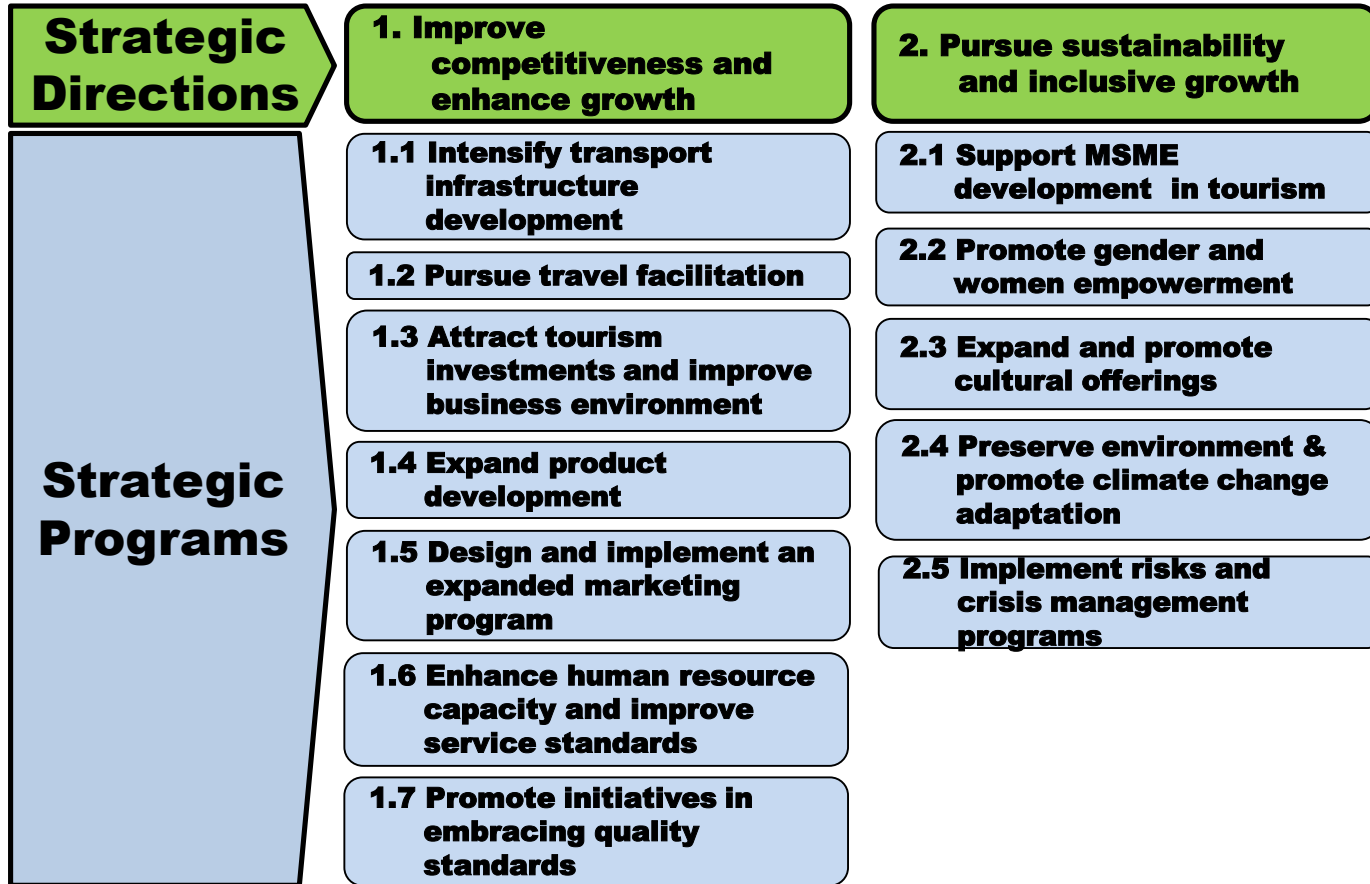 Strategic
Directions
1. Improve
competitiveness and
enhance growth
2. Pursue sustainability
and inclusive growth
Strategic
Programs
1.1 Intensify transport
infrastructure
development
1.2 Pursue travel facilitation
1.3 Attract tourism
investments and improve
business environment
1.4 Expand product
development
1.5 Design and implement an
expanded marketing
program
1.6 Enhance human resource
capacity and improve
service standards
1.7 Promote initiatives in
embracing quality
standards
2.1 Support MSME
development in tourism
2.2 Promote gender and
women empowerment
2.3 Expand and promote
cultural offerings
2.4 Preserve environment &
promote climate change
adaptation
2.5 Implement risks and
crisis management
programs